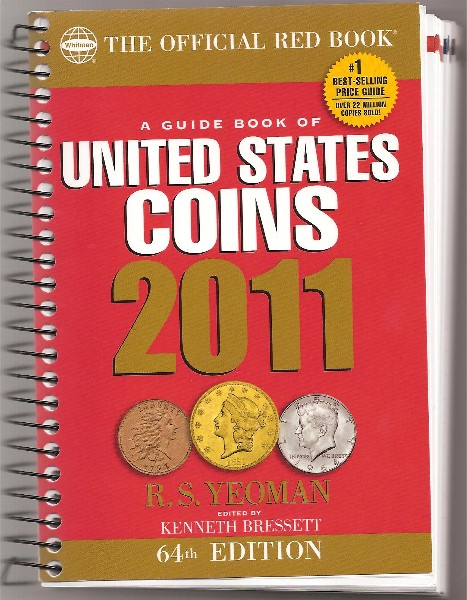 Whitman
THE OFFICIAL RED BOOK®
#1
BEST-SELLING
PRICE GUIDE
OVER 22 MILLION
COPIES SOLD!
A GUIDE BOOK OF
UNITED STATES
COINS
2011
R. S. YEOMAN
EDITED BY
KENNETH BRESSETT
64th EDITION